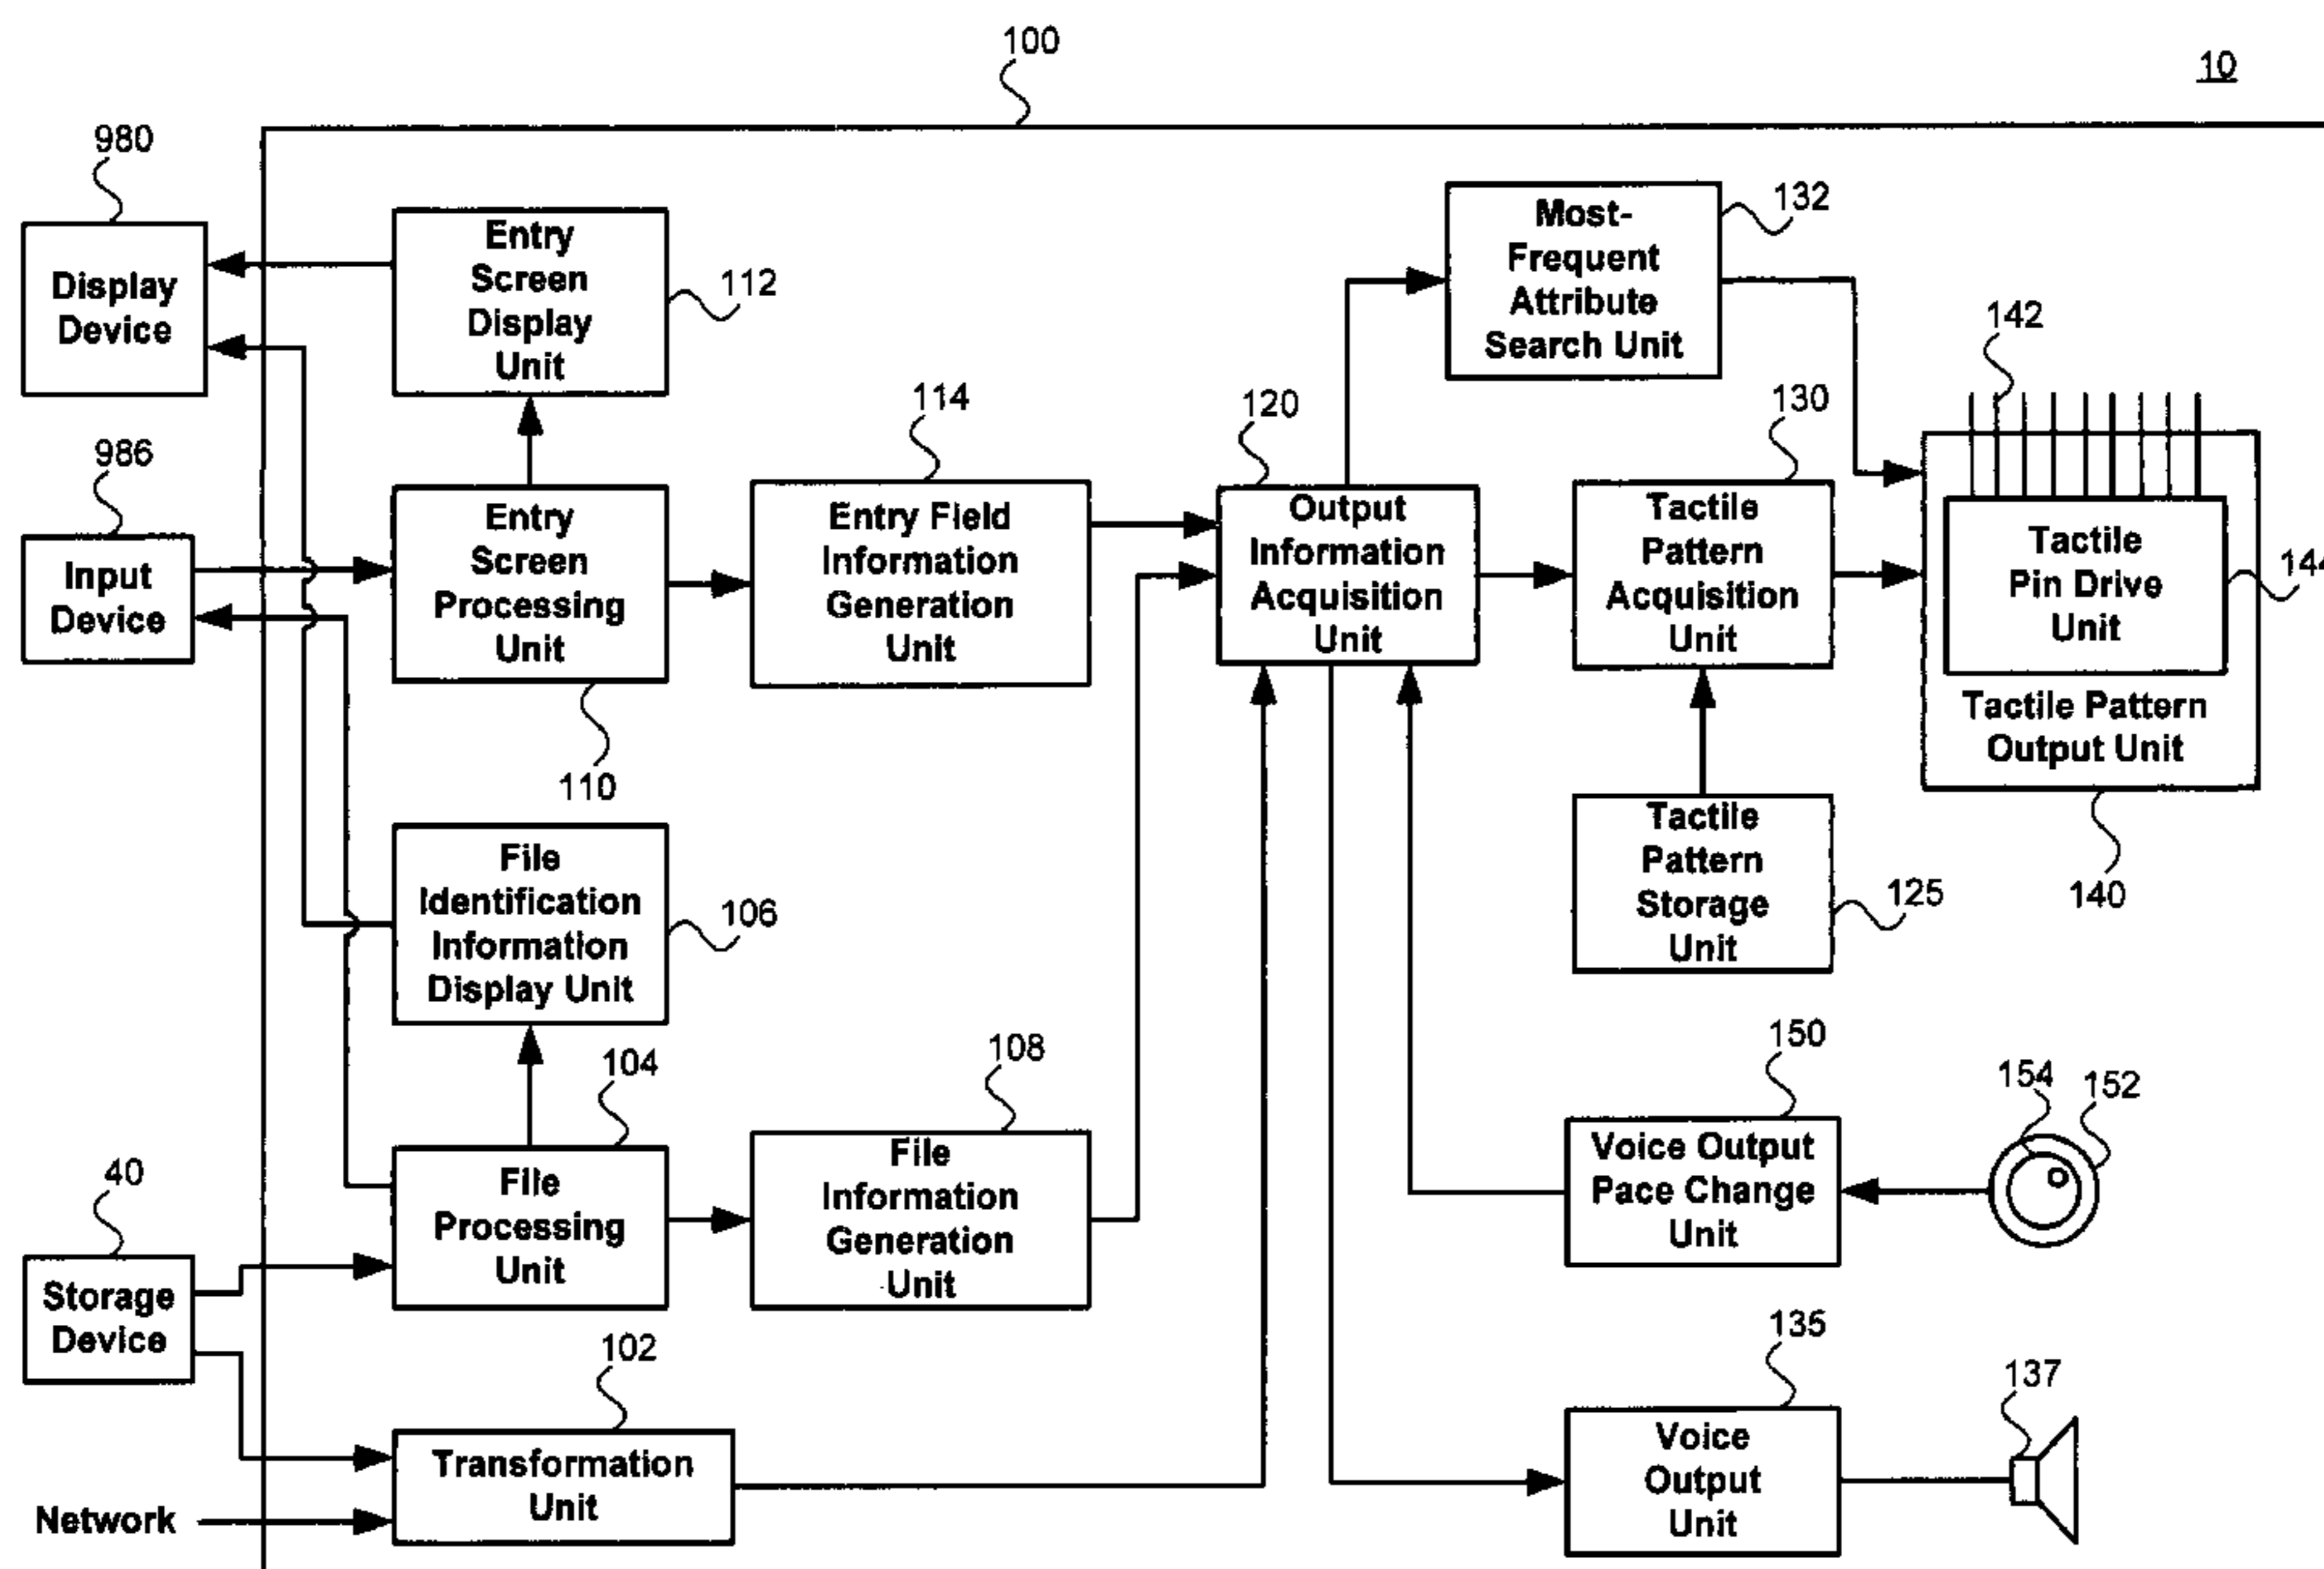 100
10
980
Display
Device
Entry
Screen
Display
Unit
112
Most-
Frequent
Attribute
Search Unit
132
986
Input
Device
Entry
Screen
Processing
Unit
110
114
Entry Field
Information
Generation
Unit
120
Output
Information
Acquisition
Unit
130
Tactile
Pattern
Acquisition
Unit
142
Tactile
Pin Drive
Unit
144
Tactile Pattern
Output Unit
140
Tactile
Pattern
Storage
Unit
125
File
Identification
Information
Display Unit
106
104
File
Processing
Unit
108
File
Information
Generation
Unit
150
Voice Output
Pace Change
Unit
154
152
40
Storage
Device
102
Transformation
Unit
Network
135
Voice
Output
Unit
137